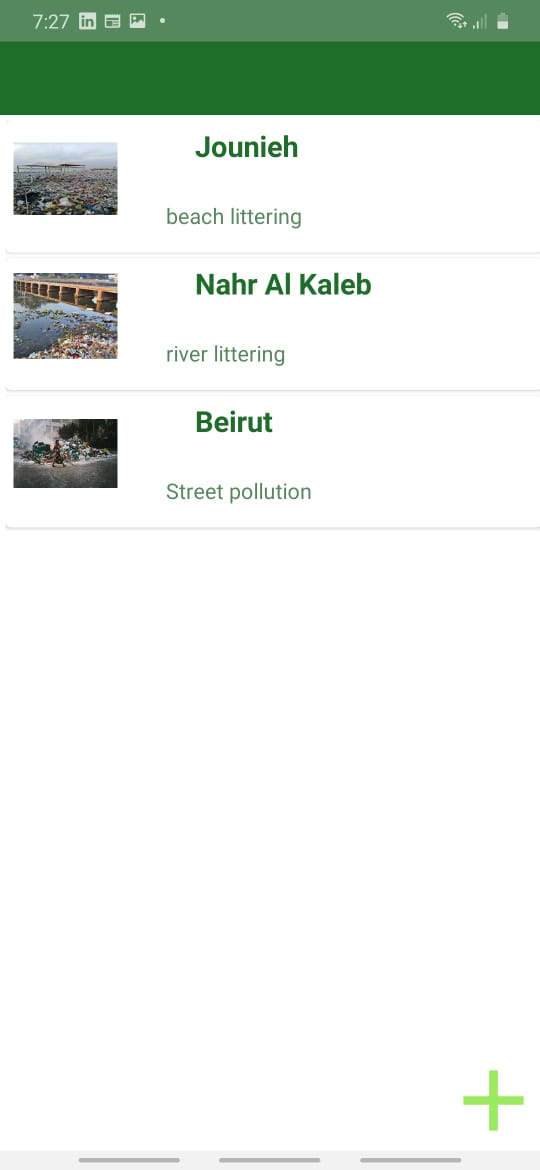 7:27
Jounieh
beach littering
Nahr Al Kaleb
river littering
Beirut
Street pollution